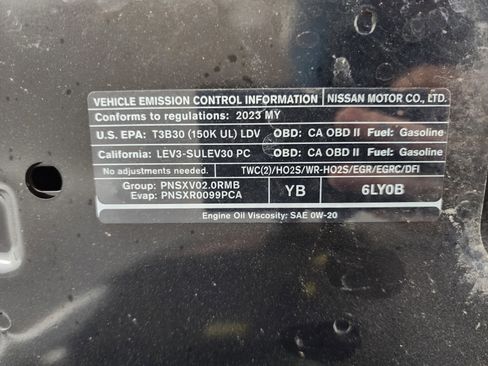 VEHICLE EMISSION CONTROL INFORMATION NISSAN MOTOR CO., LTD.
Conforms to regulations: 2023 MY
U.S. EPA: T3B30 (150K UL) LDV OBD: CA OBD II Fuel: Gasoline
California: LEV3-SULEV30 PC OBD: CA OBD II Fuel: Gasoline
No adjustments needed. TWC(2)/HO2S/WR-HO2S/EGR/EGRC/DFI
Group: PNSXV02.0RMB YB 6LY0B
Evap: PNSXR0099PCA
Engine Oil Viscosity: SAE 0W-20